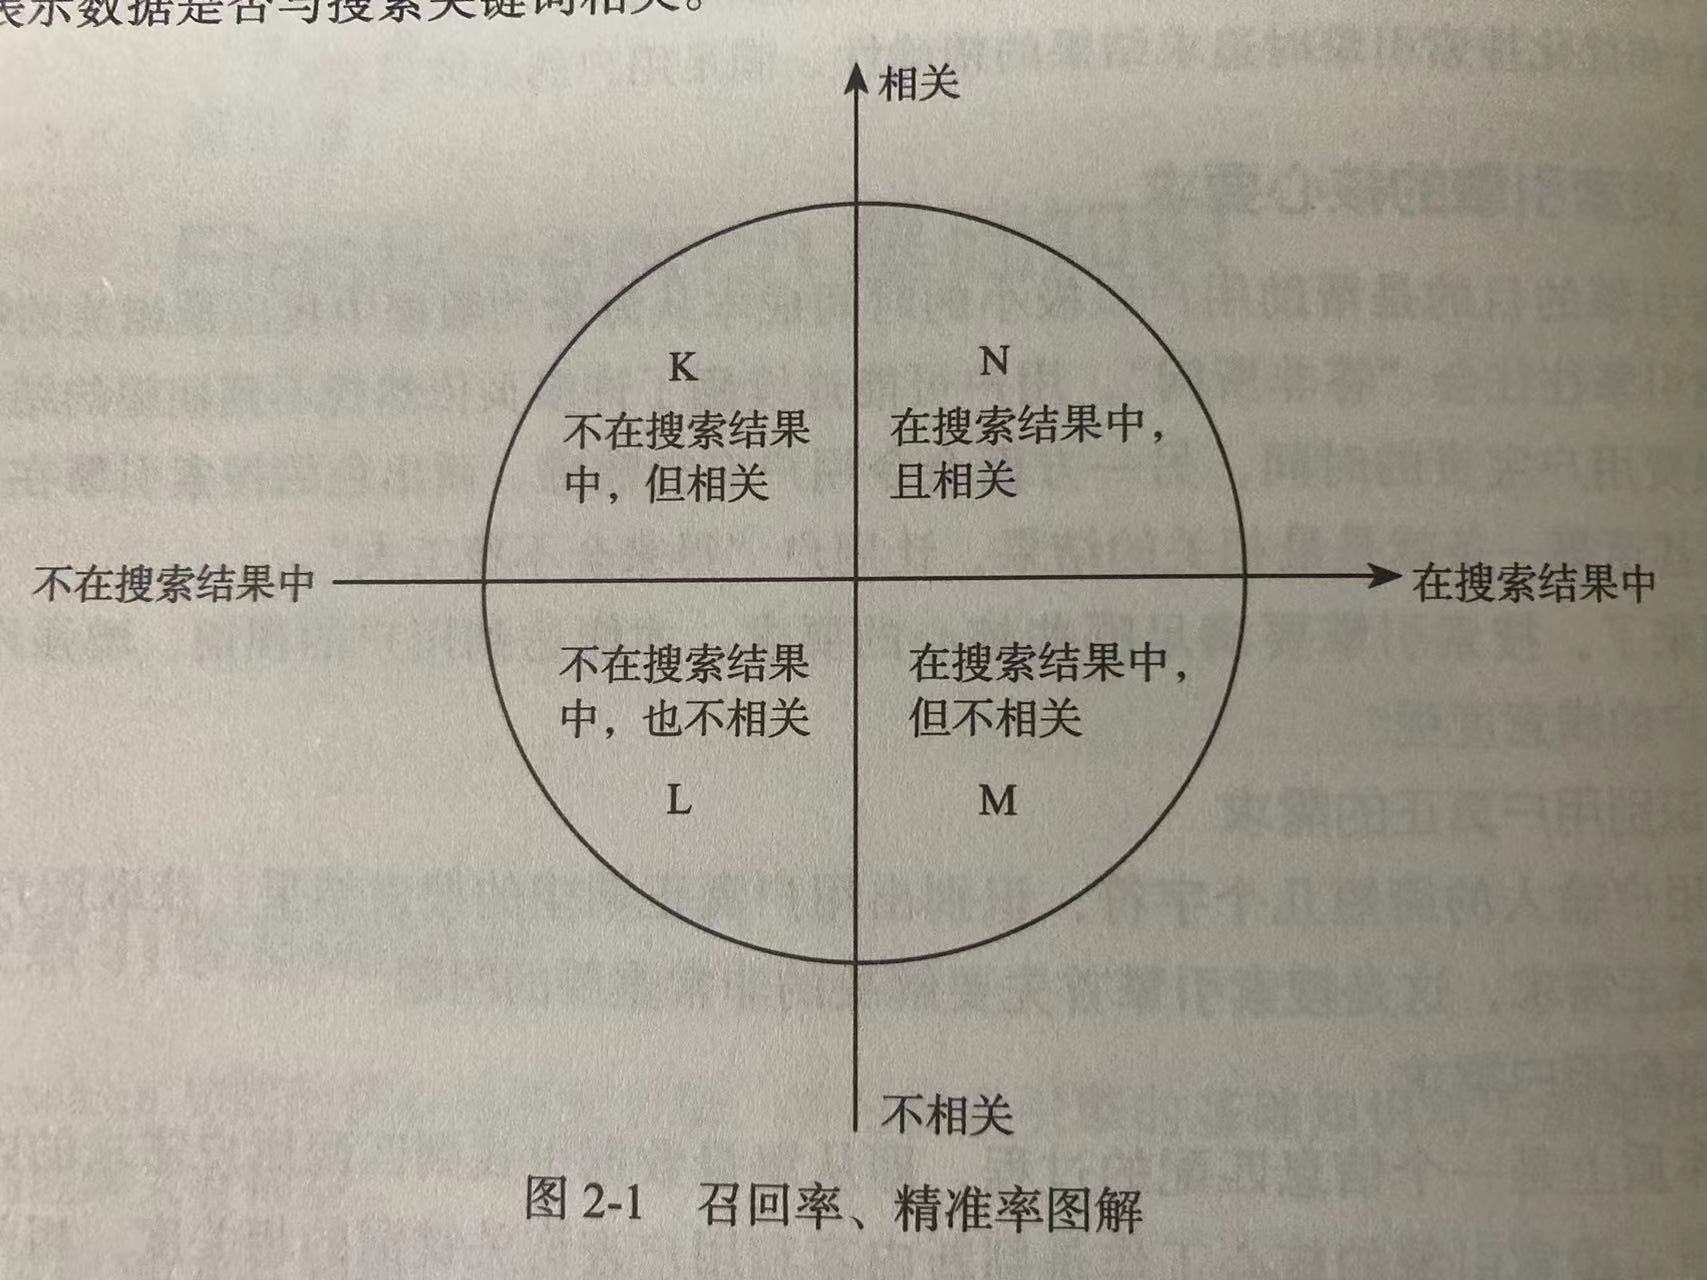 表示数据是否与搜索关键词相关。
相关
K
不在搜索结果
中，但相关
N
在搜索结果中，
且相关
不在搜索结果中
在搜索结果中
不在搜索结果
中，也不相关
L
在搜索结果中，
但不相关
M
不相关
图 2-1 召回率、精准率图解